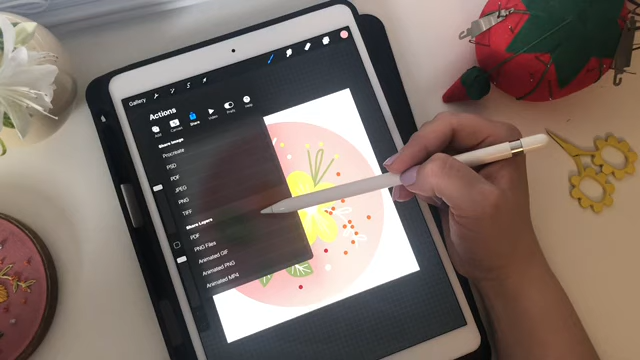 Gallery
Actions
Add Canvas Share Video Prefs Help
Share Image
Procreate
PSD
PDF
JPEG
PNG
TIFF
Share Layers
PDF
PNG Files
Animated GIF
Animated PNG
Animated MP4